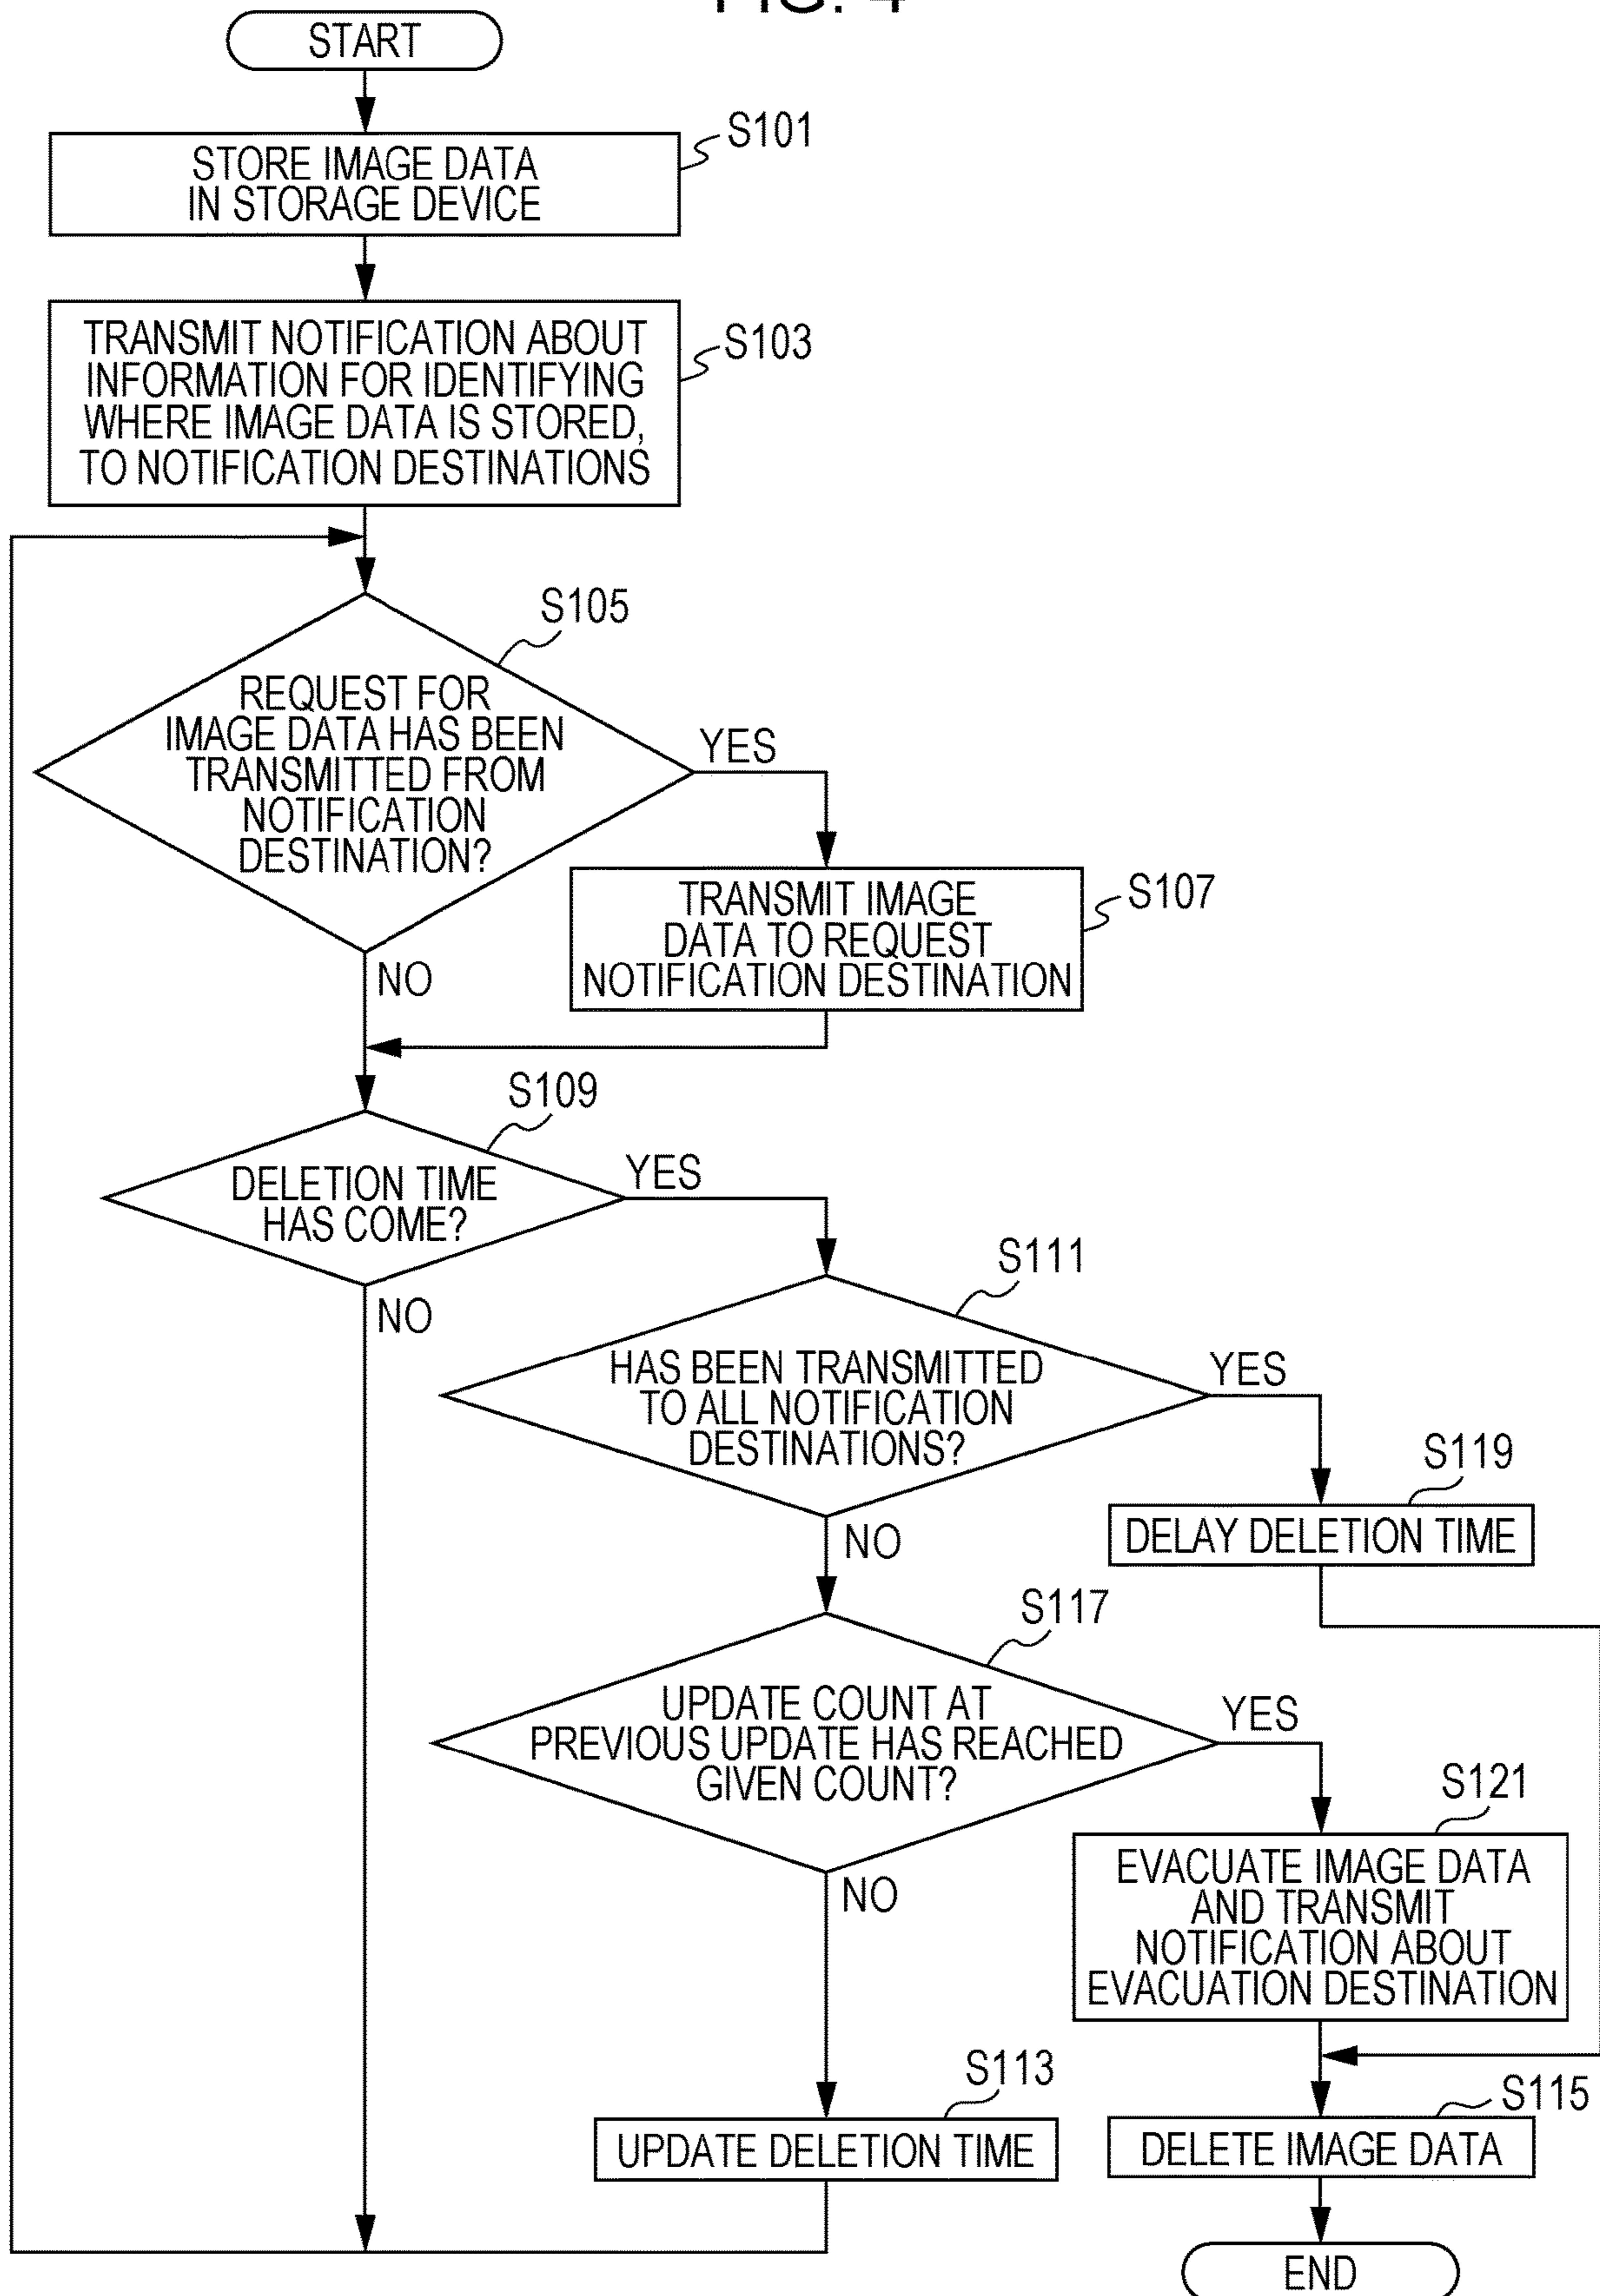 FIG. 4
START
S101
STORE IMAGE DATA
IN STORAGE DEVICE
S103
TRANSMIT NOTIFICATION ABOUT
INFORMATION FOR IDENTIFYING
WHERE IMAGE DATA IS STORED,
TO NOTIFICATION DESTINATIONS
S105
REQUEST FOR
IMAGE DATA HAS BEEN
TRANSMITTED FROM
NOTIFICATION
DESTINATION?
YES
NO
S107
TRANSMIT IMAGE
DATA TO REQUEST
NOTIFICATION DESTINATION
S109
DELETION TIME
HAS COME?
YES
NO
S111
HAS BEEN TRANSMITTED
TO ALL NOTIFICATION
DESTINATIONS?
YES
NO
S119
DELAY DELETION TIME
S117
UPDATE COUNT AT
PREVIOUS UPDATE HAS REACHED
GIVEN COUNT?
YES
NO
S121
EVACUATE IMAGE DATA
AND TRANSMIT
NOTIFICATION ABOUT
EVACUATION DESTINATION
S113
UPDATE DELETION TIME
S115
DELETE IMAGE DATA
END